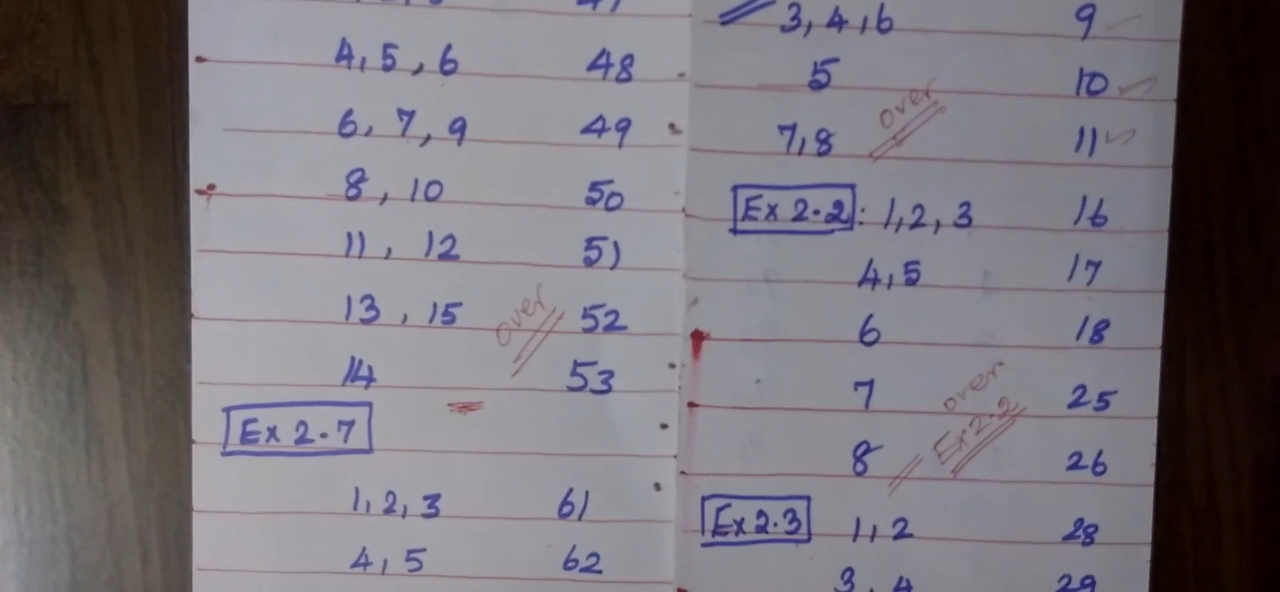 4, 5, 6 48
6, 7, 9 49
8, 10 50
11, 12 51
13, 15 over 52
14 53
Ex 2.7
1, 2, 3 61
4, 5 62
3, 4, 6 9
5 10
7, 8 over 11
Ex 2.2 : 1, 2, 3 16
4, 5 17
6 18
7 over 25
8 Ex 2.2 26
Ex 2.3 1, 2 28
3, 4 29